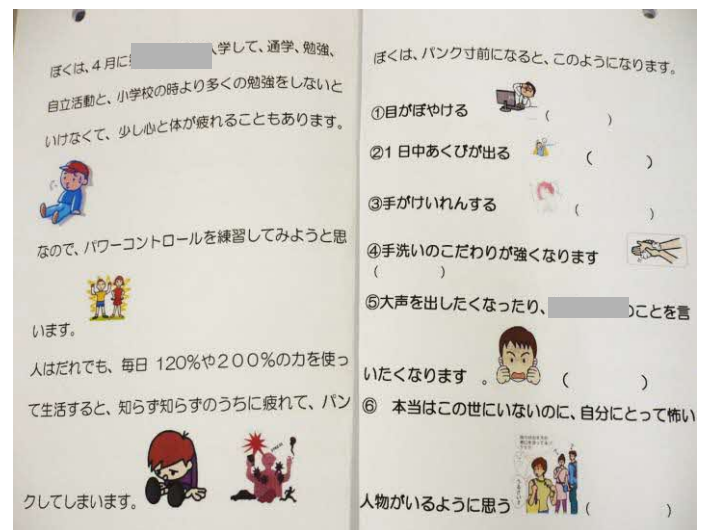 ぼくは、４月に 入学して、通学、勉強、
自立活動と、小学校の時より多くの勉強をしないと
いけなくて、少し心と体が疲れることもあります。
なので、パワーコントロールを練習してみようと思
います。
人はだれでも、毎日 120%や２００%の力を使っ
て生活すると、知らず知らずのうちに疲れて、パン
クしてしまいます。
ぼくは、パンク寸前になると、このようになります。
①目がぼやける （　　　）
②1 日中あくびが出る （　　　）
③手がけいれんする （　　　）
④手洗いのこだわりが強くなります
（　　　）
⑤大声を出したくなったり、 のことを言
いたくなります 。 （　　　）
⑥ 本当はこの世にいないのに、自分にとって怖い
人物がいるように思う （　　　）